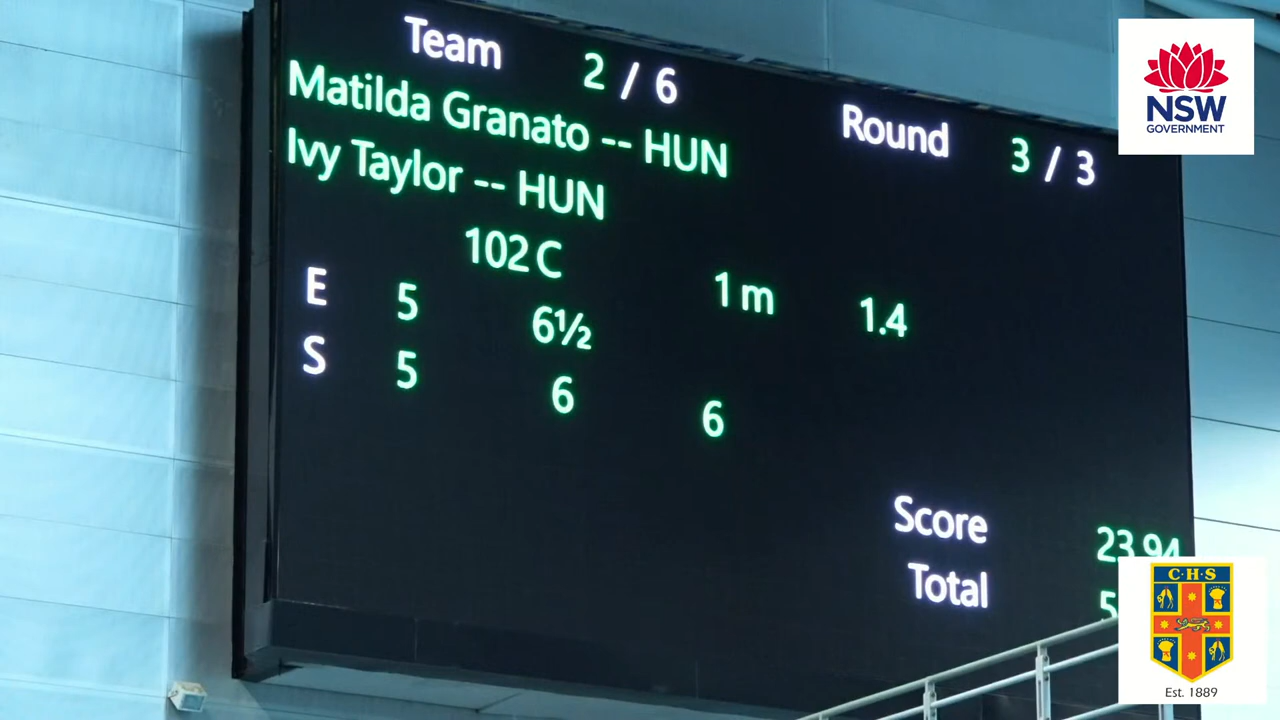 Team 2 / 6
Matilda Granato -- HUN
Round 3 / 3
Ivy Taylor -- HUN
102 C 1 m 1.4
E 5 6½
S 5 6 6
Score 23.94
Total
NSW
GOVERNMENT
C·H·S
Est. 1889